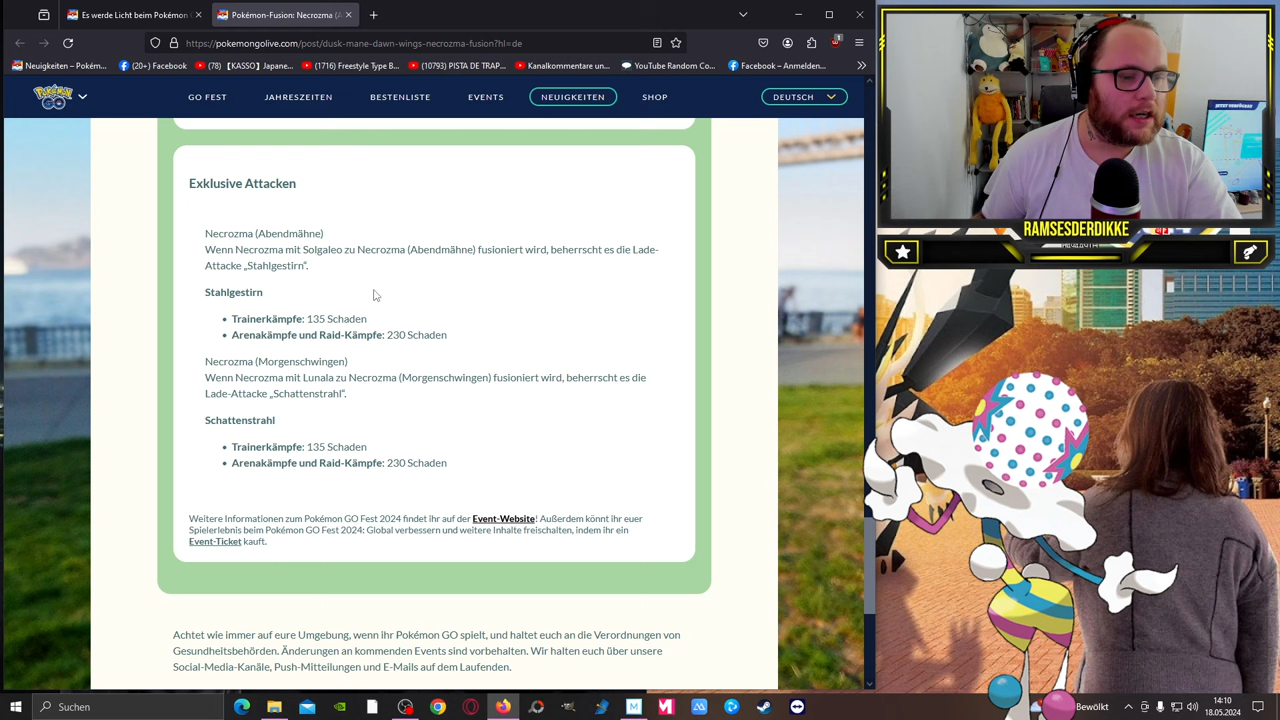 Es werde Licht beim Pokémon
Pokémon-Fusion: Necrozma (A
https://pokemongolive.com/post/dusk-mane-dawn-wings-necrozma-fusion?hl=de
Neuigkeiten – Pokém...
(20+) Facebook
(78) 【KASSO】Japane...
(1716) Freestyle Type B...
(10793) PISTA DE TRAP...
Kanalkommentare un...
YouTube Random Co...
Facebook – Anmelden...
POKÉMON GO
GO FEST
JAHRESZEITEN
BESTENLISTE
EVENTS
NEUIGKEITEN
SHOP
DEUTSCH
Exklusive Attacken
Necrozma (Abendmähne)
Wenn Necrozma mit Solgaleo zu Necrozma (Abendmähne) fusioniert wird, beherrscht es die Lade-
Attacke „Stahlgestirn“.
Stahlgestirn
• Trainerkämpfe: 135 Schaden
• Arenakämpfe und Raid-Kämpfe: 230 Schaden
Necrozma (Morgenschwingen)
Wenn Necrozma mit Lunala zu Necrozma (Morgenschwingen) fusioniert wird, beherrscht es die
Lade-Attacke „Schattenstrahl“.
Schattenstrahl
• Trainerkämpfe: 135 Schaden
• Arenakämpfe und Raid-Kämpfe: 230 Schaden
Weitere Informationen zum Pokémon GO Fest 2024 findet ihr auf der Event-Website! Außerdem könnt ihr euer
Spielerlebnis beim Pokémon GO Fest 2024: Global verbessern und weitere Inhalte freischalten, indem ihr ein
Event-Ticket kauft.
Achtet wie immer auf eure Umgebung, wenn ihr Pokémon GO spielt, und haltet euch an die Verordnungen von
Gesundheitsbehörden. Änderungen an kommenden Events sind vorbehalten. Wir halten euch über unsere
Social-Media-Kanäle, Push-Mitteilungen und E-Mails auf dem Laufenden.
RAMSESDERDIKKE
Suchen
Bewölkt
14:10
18.05.2024